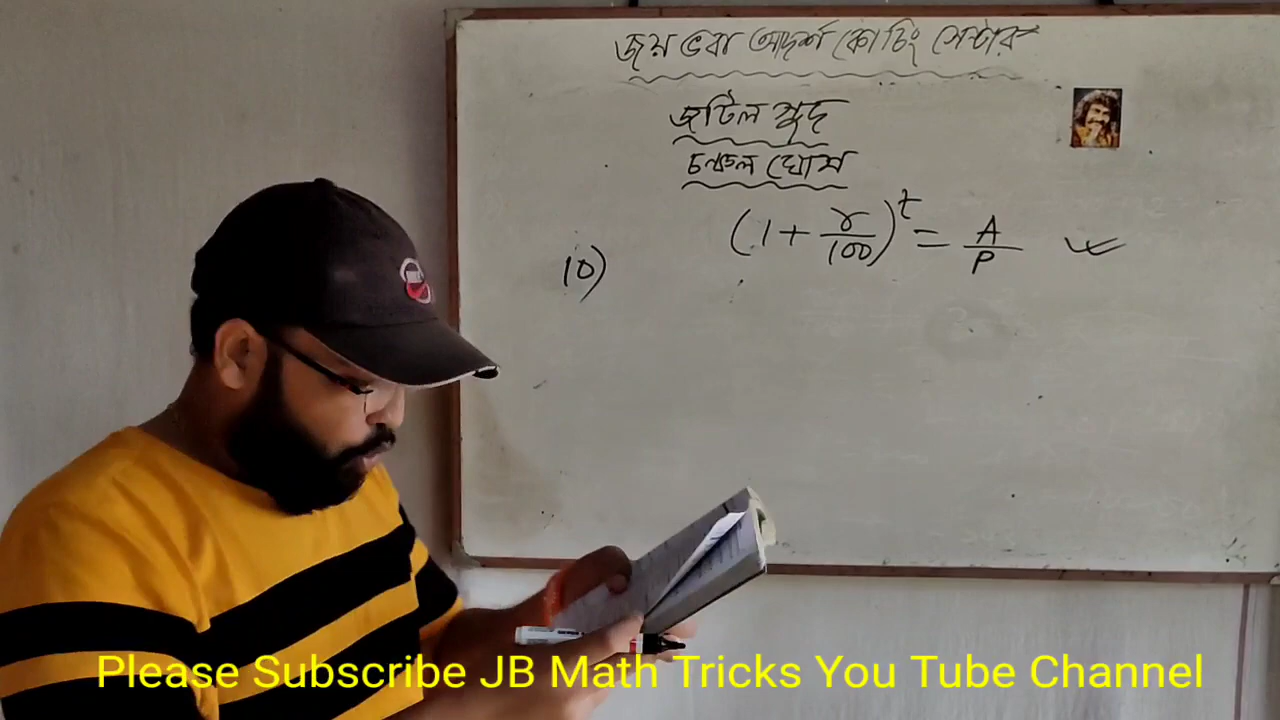 জয় ভবা আদর্শ কোচিং সেন্টার
জটিল সুদ
চঞ্চল ঘোষ
(1 + r/100)^t = A/P
10)
Please Subscribe JB Math Tricks You Tube Channel